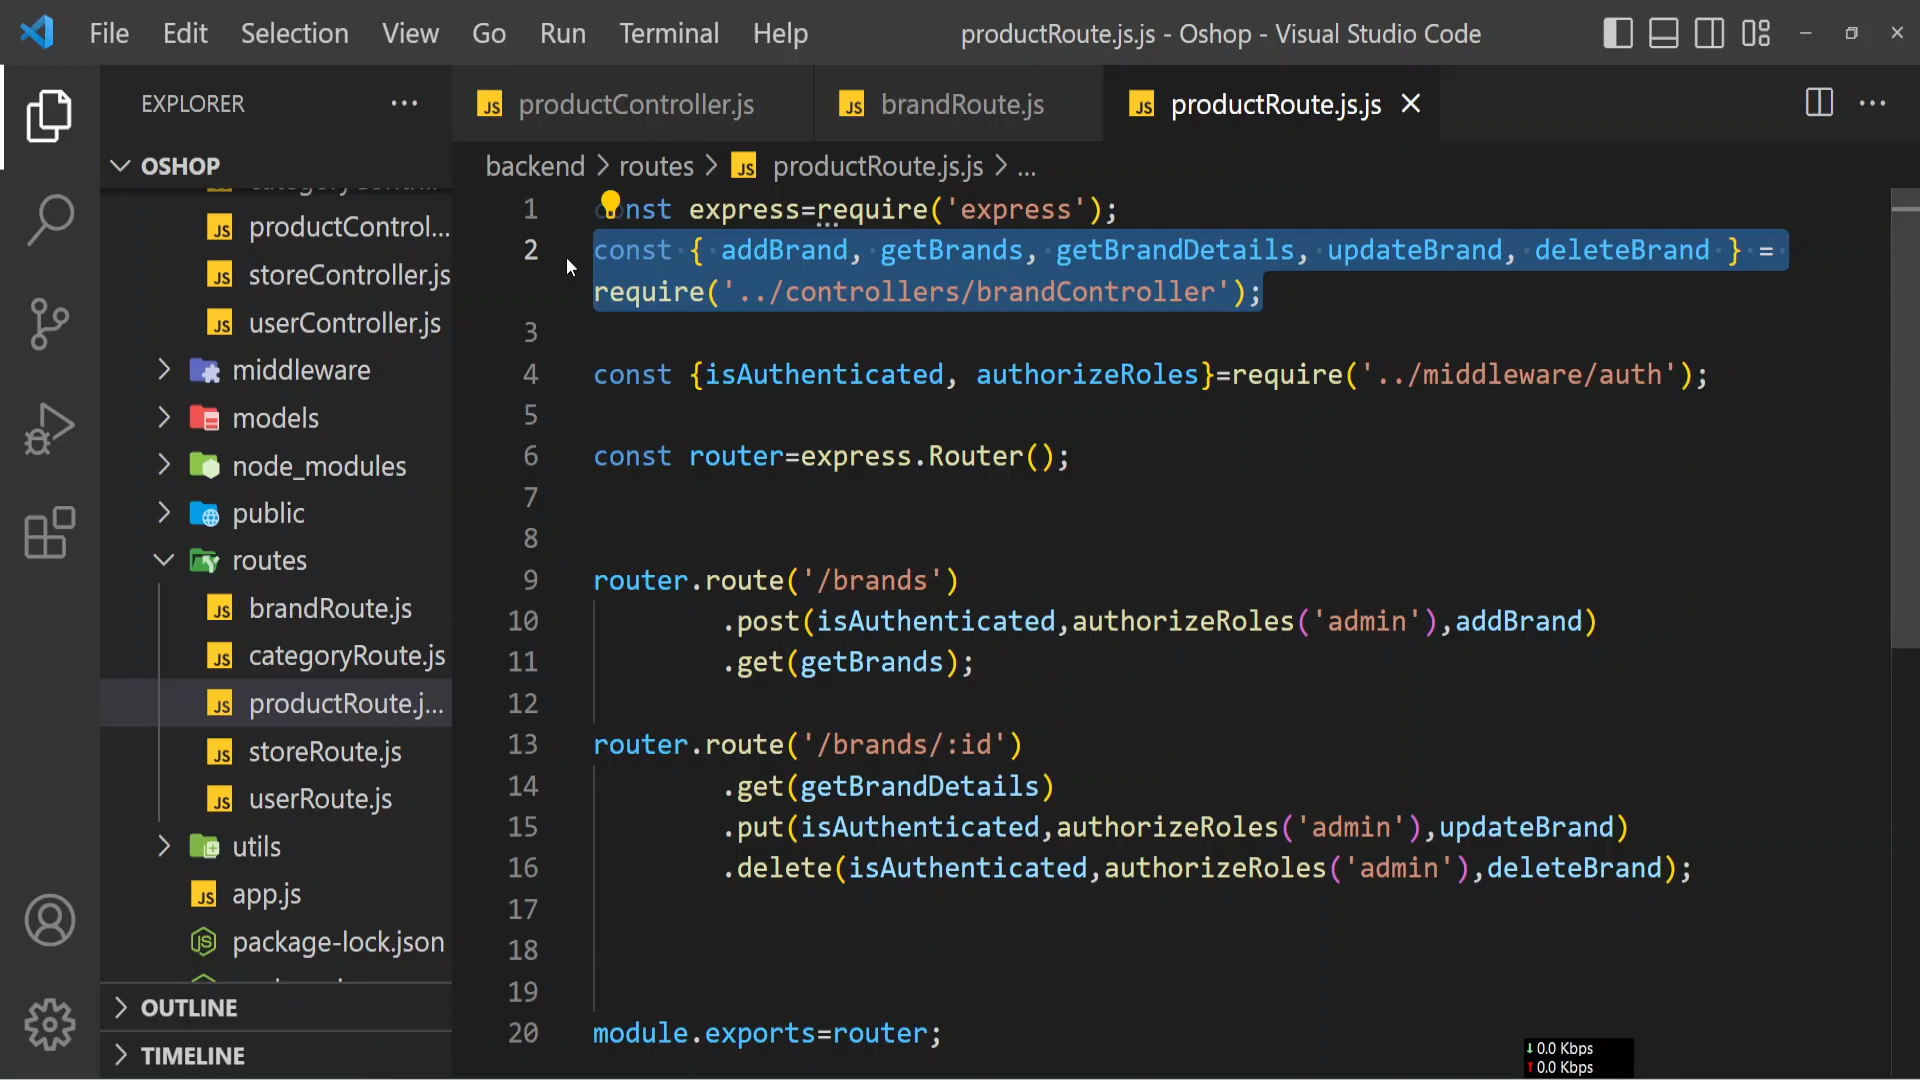 File Edit Selection View Go Run Terminal Help
productRoute.js.js - Oshop - Visual Studio Code
EXPLORER
OSHOP
productControl...
storeController.js
userController.js
middleware
models
node_modules
public
routes
brandRoute.js
categoryRoute.js
productRoute.j...
storeRoute.js
userRoute.js
utils
app.js
package-lock.json
OUTLINE
TIMELINE
productController.js brandRoute.js productRoute.js.js
backend > routes > productRoute.js.js > ...
1 const express=require('express');
2 const { addBrand, getBrands, getBrandDetails, updateBrand, deleteBrand } =
require('../controllers/brandController');
3
4 const {isAuthenticated, authorizeRoles}=require('../middleware/auth');
5
6 const router=express.Router();
7
8
9 router.route('/brands')
10 .post(isAuthenticated,authorizeRoles('admin'),addBrand)
11 .get(getBrands);
12
13 router.route('/brands/:id')
14 .get(getBrandDetails)
15 .put(isAuthenticated,authorizeRoles('admin'),updateBrand)
16 .delete(isAuthenticated,authorizeRoles('admin'),deleteBrand);
17
18
19
20 module.exports=router;
↓0.0 Kbps
↑0.0 Kbps